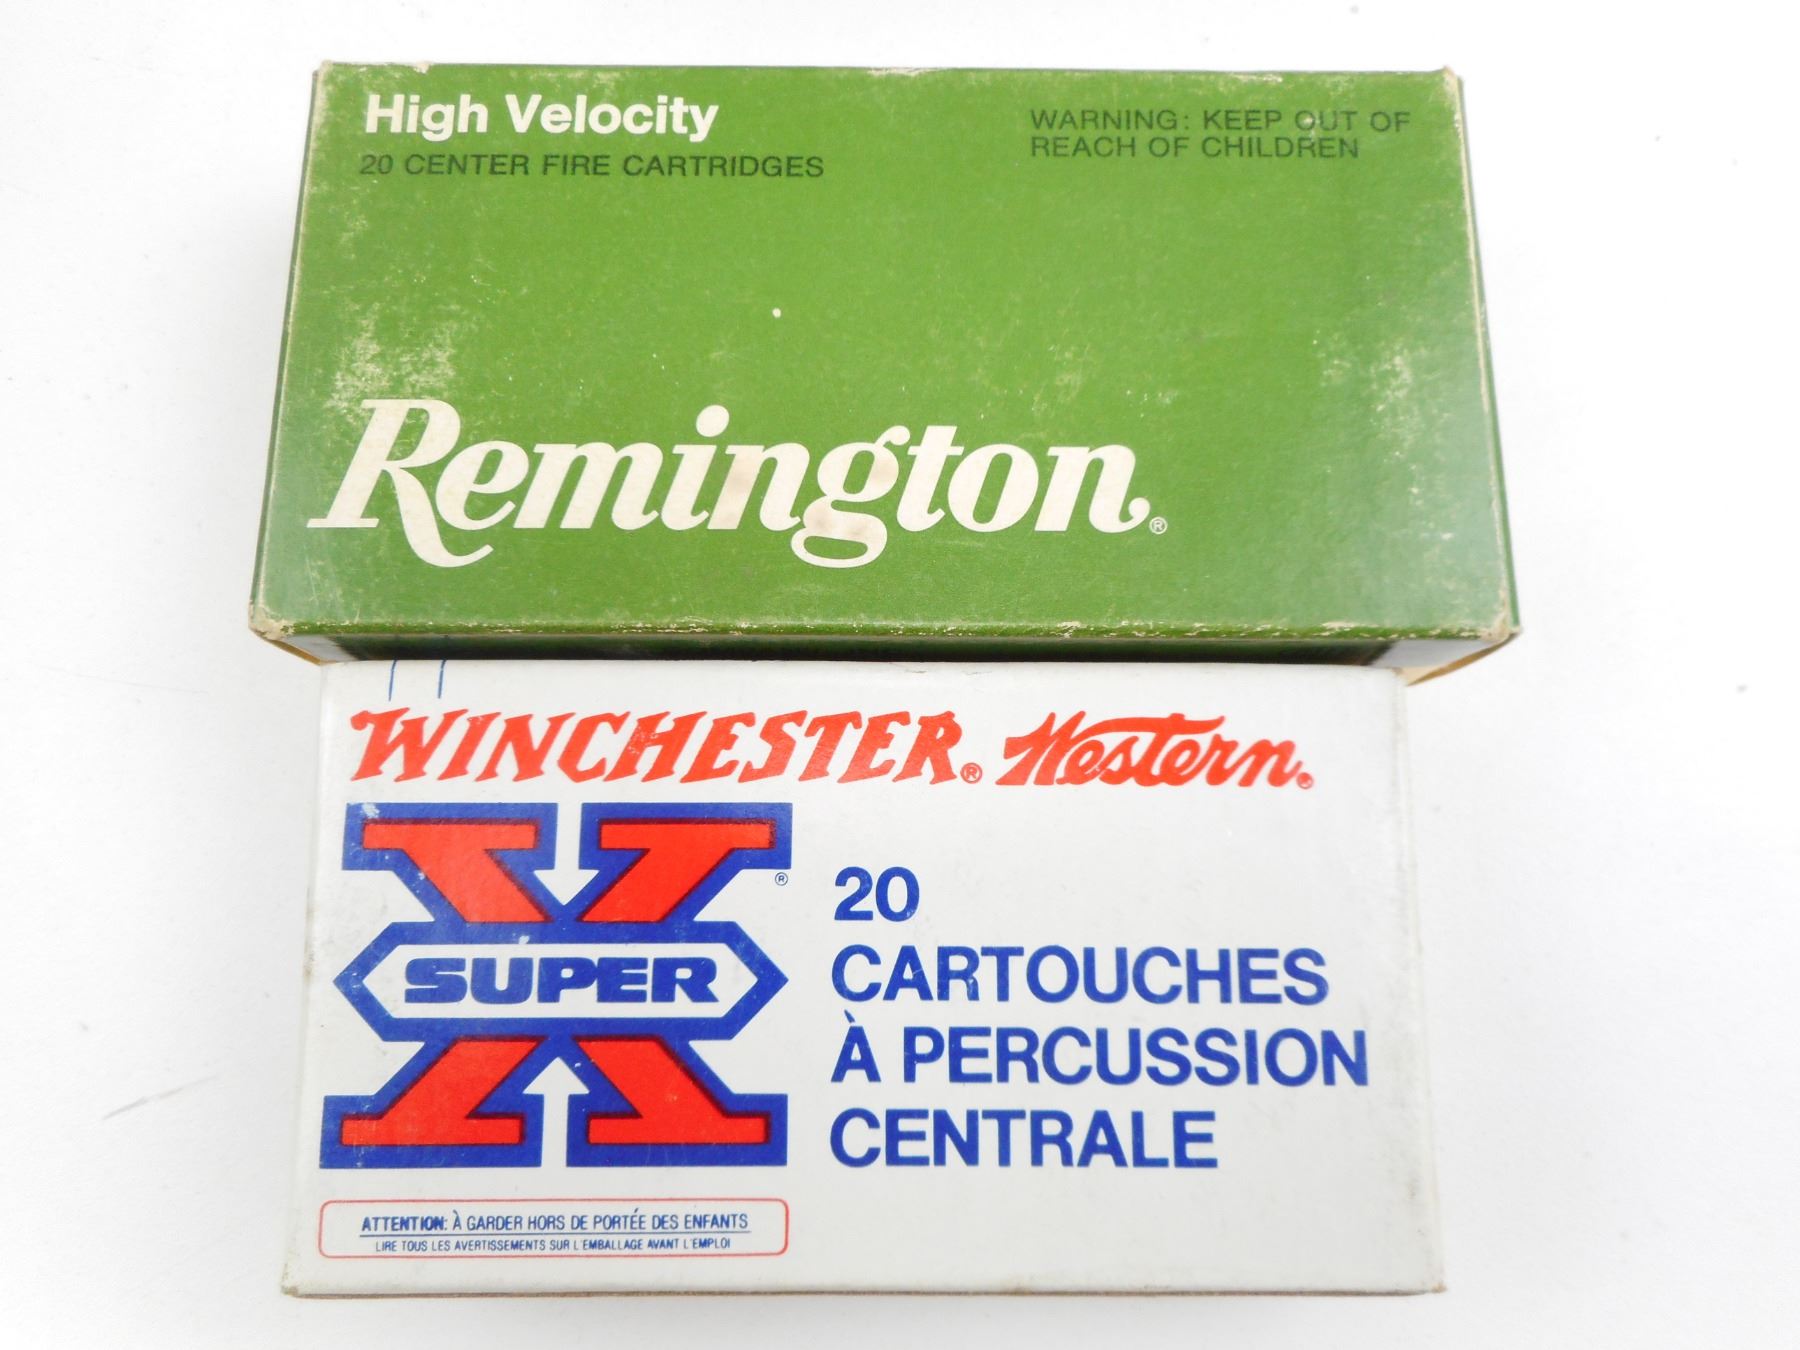 High Velocity
20 CENTER FIRE CARTRIDGES
WARNING: KEEP OUT OF
REACH OF CHILDREN
Remington®
WINCHESTER® Western®
X ®
SUPER
20
CARTOUCHES
À PERCUSSION
CENTRALE
ATTENTION: À GARDER HORS DE PORTÉE DES ENFANTS
LIRE TOUS LES AVERTISSEMENTS SUR L'EMBALLAGE AVANT L'EMPLOI